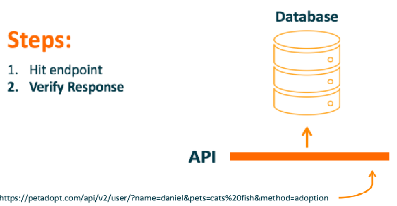 Database
Steps:
1. Hit endpoint
2. Verify Response
API
https://petadopt.com/api/v2/user/?name=daniel&pets=cats%20fish&method=adoption